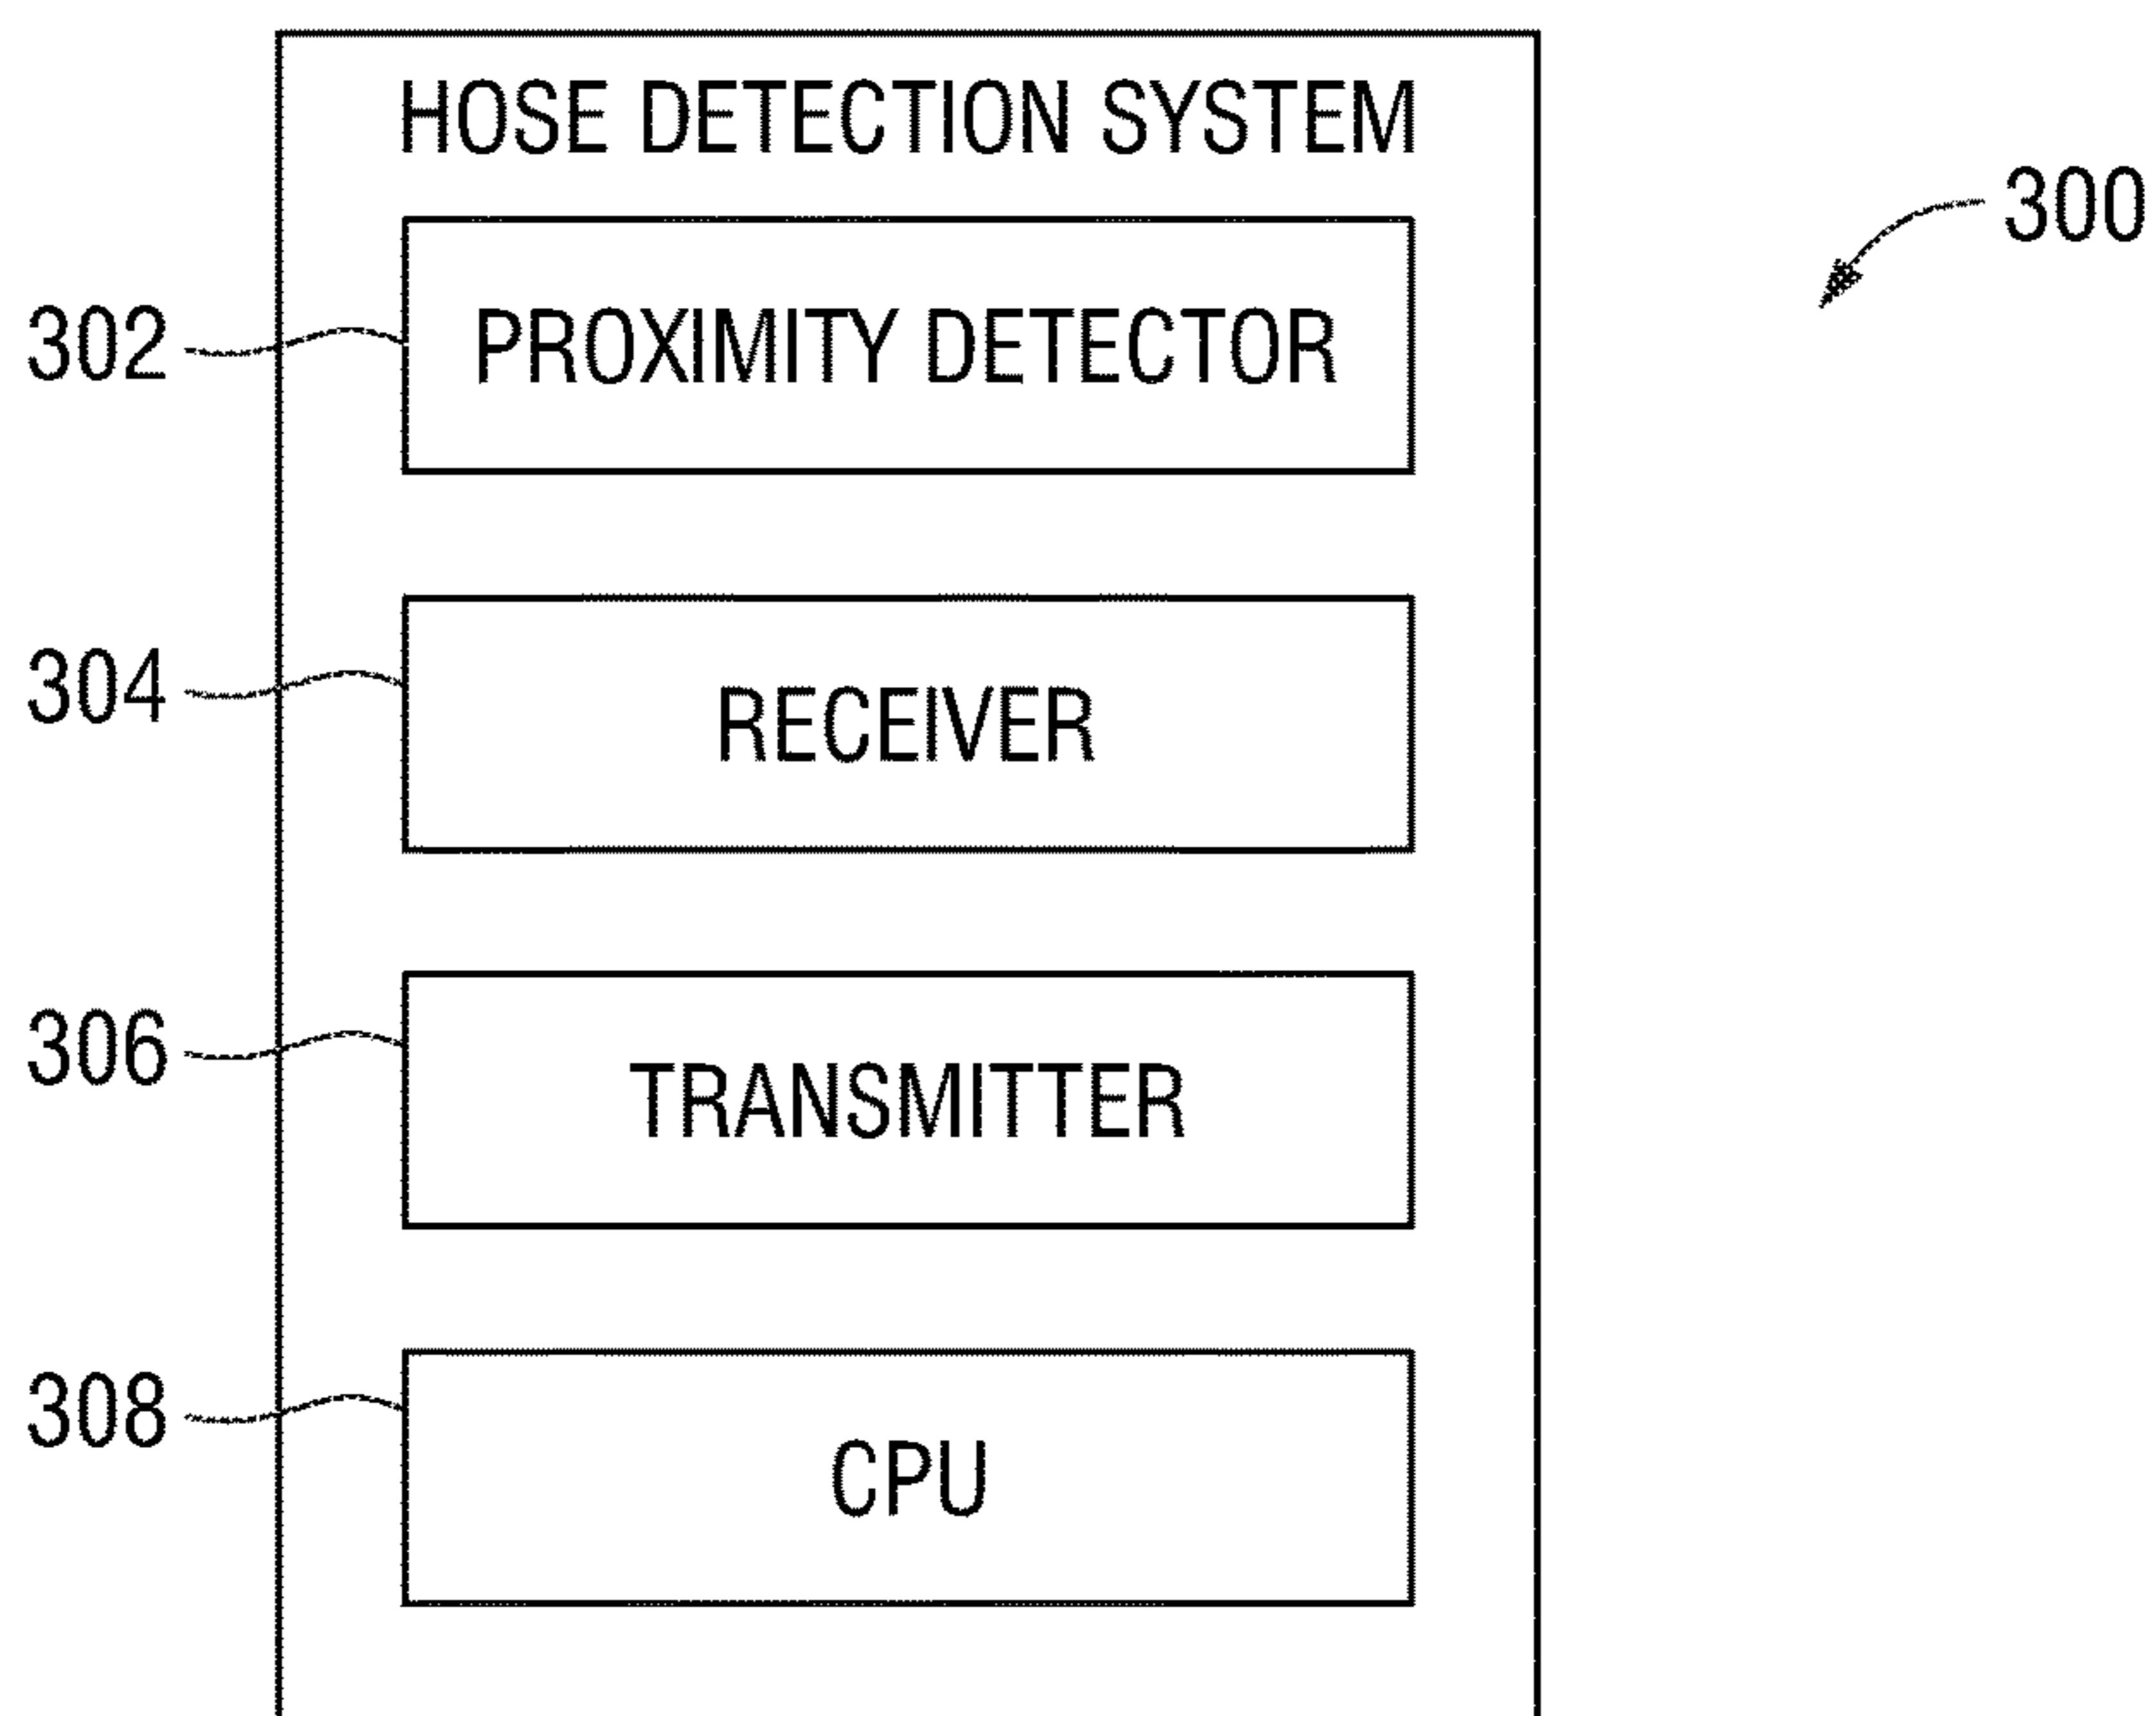 HOSE DETECTION SYSTEM
300
302
PROXIMITY DETECTOR
304
RECEIVER
306
TRANSMITTER
308
CPU